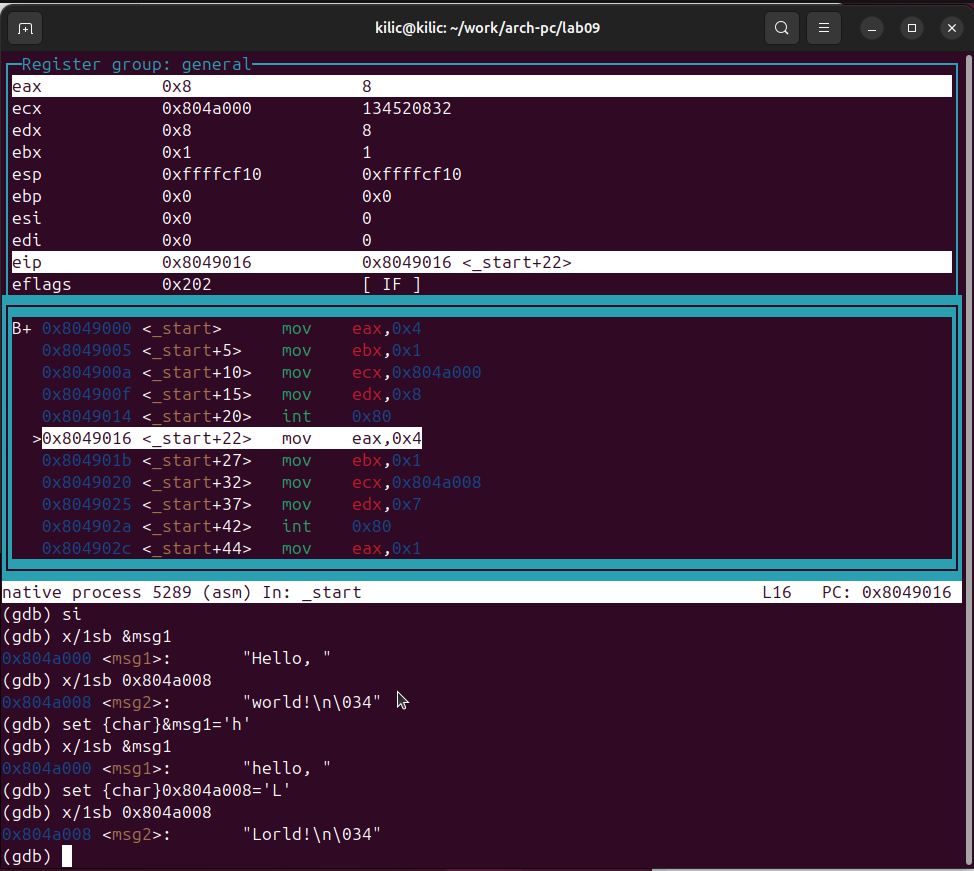 kilic@kilic: ~/work/arch-pc/lab09
Register group: general
eax 0x8 8
ecx 0x804a000 134520832
edx 0x8 8
ebx 0x1 1
esp 0xffffcf10 0xffffcf10
ebp 0x0 0x0
esi 0x0 0
edi 0x0 0
eip 0x8049016 0x8049016 <_start+22>
eflags 0x202 [ IF ]
B+ 0x8049000 <_start> mov eax,0x4
0x8049005 <_start+5> mov ebx,0x1
0x804900a <_start+10> mov ecx,0x804a000
0x804900f <_start+15> mov edx,0x8
0x8049014 <_start+20> int 0x80
>0x8049016 <_start+22> mov eax,0x4
0x804901b <_start+27> mov ebx,0x1
0x8049020 <_start+32> mov ecx,0x804a008
0x8049025 <_start+37> mov edx,0x7
0x804902a <_start+42> int 0x80
0x804902c <_start+44> mov eax,0x1
native process 5289 (asm) In: _start L16 PC: 0x8049016
(gdb) si
(gdb) x/1sb &msg1
0x804a000 <msg1>: "Hello, "
(gdb) x/1sb 0x804a008
0x804a008 <msg2>: "world!\n\034"
(gdb) set {char}&msg1='h'
(gdb) x/1sb &msg1
0x804a000 <msg1>: "hello, "
(gdb) set {char}0x804a008='L'
(gdb) x/1sb 0x804a008
0x804a008 <msg2>: "Lorld!\n\034"
(gdb)